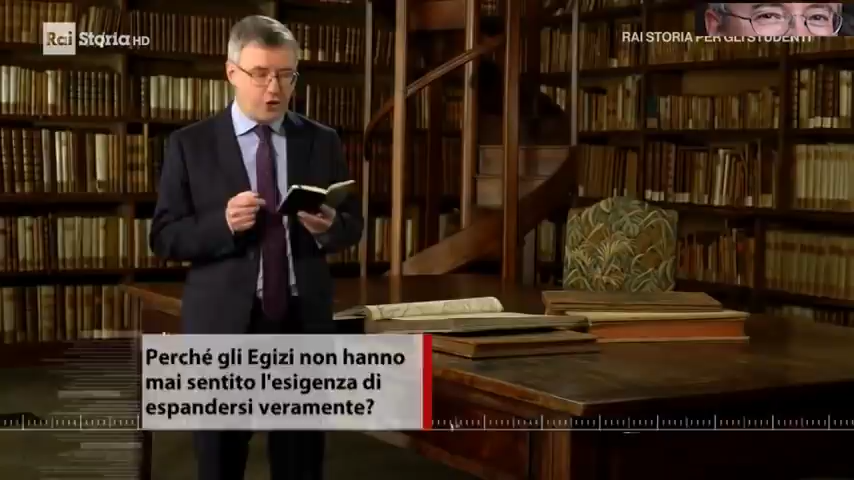 Rai Storia HD
RAI STORIA PER GLI STUDENTI
Perché gli Egizi non hanno
mai sentito l'esigenza di
espandersi veramente?